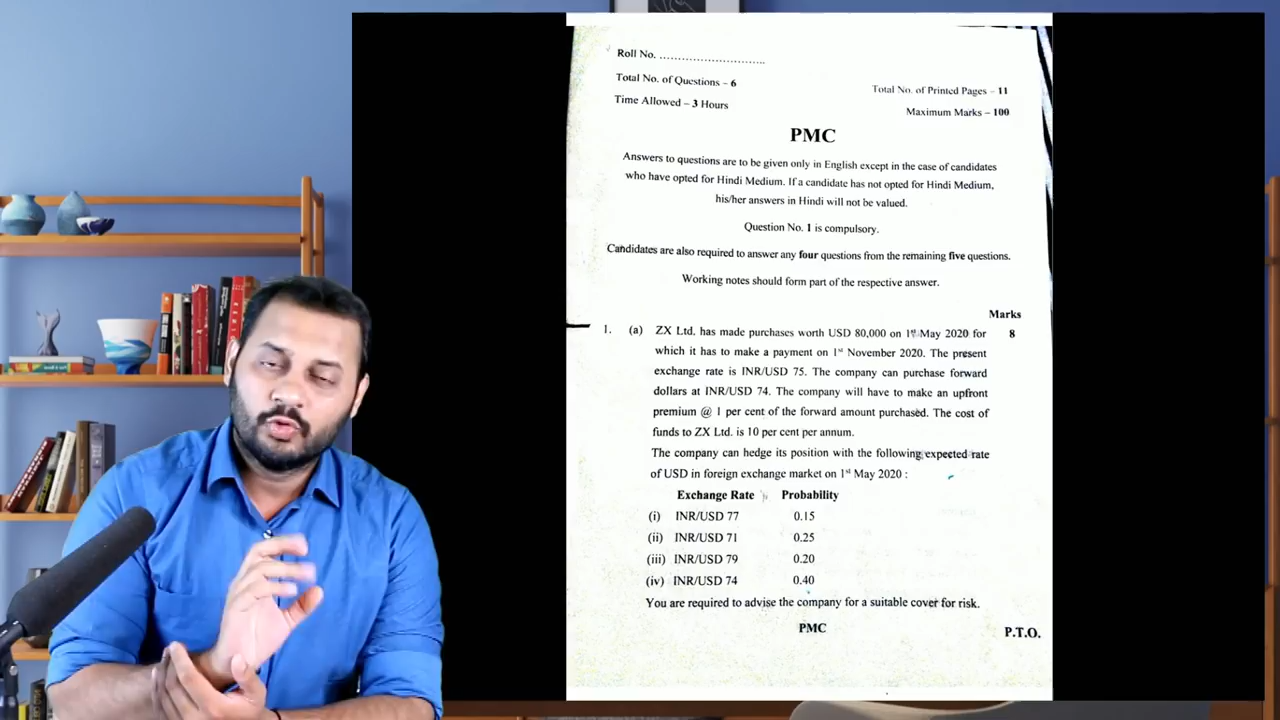 Roll No. ............................
Total No. of Questions – 6
Total No. of Printed Pages – 11
Time Allowed – 3 Hours
Maximum Marks – 100
PMC
Answers to questions are to be given only in English except in the case of candidates
who have opted for Hindi Medium. If a candidate has not opted for Hindi Medium,
his/her answers in Hindi will not be valued.
Question No. 1 is compulsory.
Candidates are also required to answer any four questions from the remaining five questions.
Working notes should form part of the respective answer.
Marks
1. (a) ZX Ltd. has made purchases worth USD 80,000 on 1st May 2020 for 8
which it has to make a payment on 1st November 2020. The present
exchange rate is INR/USD 75. The company can purchase forward
dollars at INR/USD 74. The company will have to make an upfront
premium @ 1 per cent of the forward amount purchased. The cost of
funds to ZX Ltd. is 10 per cent per annum.
The company can hedge its position with the following expected rate
of USD in foreign exchange market on 1st May 2020 :
Exchange Rate Probability
(i) INR/USD 77 0.15
(ii) INR/USD 71 0.25
(iii) INR/USD 79 0.20
(iv) INR/USD 74 0.40
You are required to advise the company for a suitable cover for risk.
PMC
P.T.O.